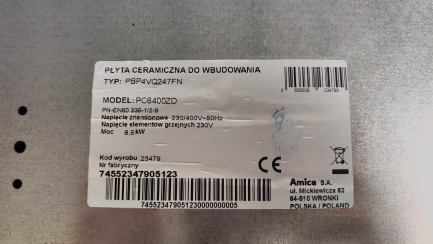 PŁYTA CERAMICZNA DO WBUDOWANIA
TYP: PBP4VQ247FN
MODEL: PC6400ZD
PN-EN60 335-1/2-6
Napięcie znamionowe 230/400V~50Hz
Napięcie elementów grzejnych 230V
Moc 6,5kW
Kod wyrobu 23479
Nr fabryczny
74552347905123
745523479051230000000005
CE
Amica S.A.
ul. Mickiewicza 52
64-510 WRONKI
POLSKA / POLAND